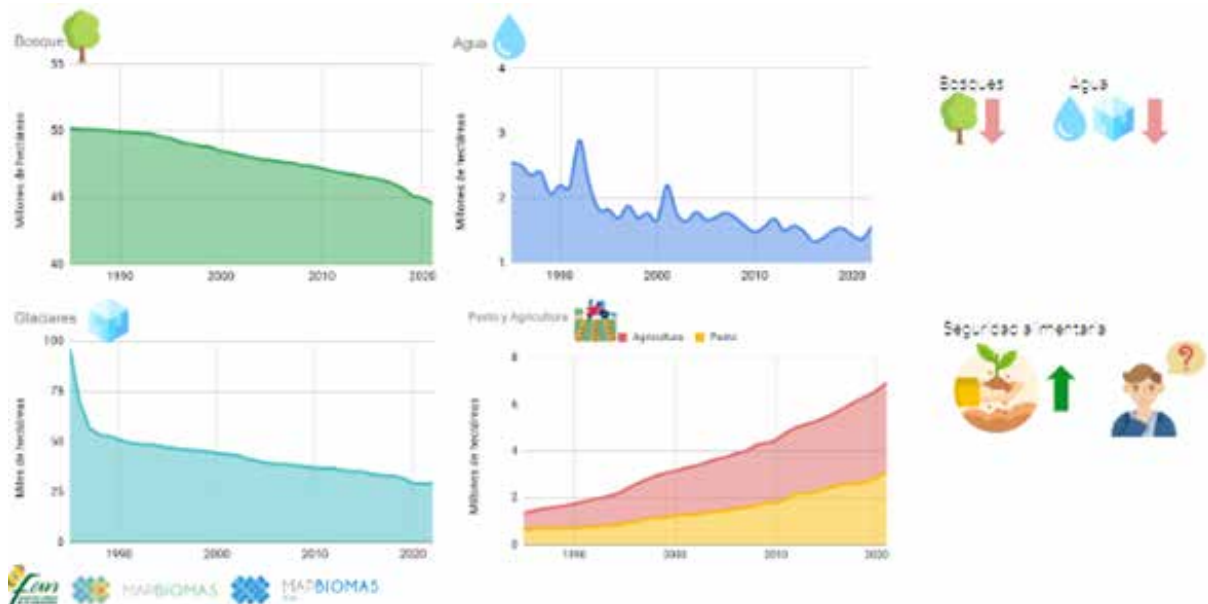 Bosque
Millones de hectáreas
55
50
45
40
1990
2000
2010
2020
Agua
Millones de hectáreas
4
3
2
1
1990
2000
2010
2020
Bosques
Agua
Glaciares
Miles de hectáreas
100
75
50
25
0
1990
2000
2010
2020
Pasto y Agricultura
Agricultura
Pasto
Millones de hectáreas
8
6
4
2
0
1990
2000
2010
2020
Seguridad alimentaria
?
fan
MAPBIOMAS
MAPBIOMAS